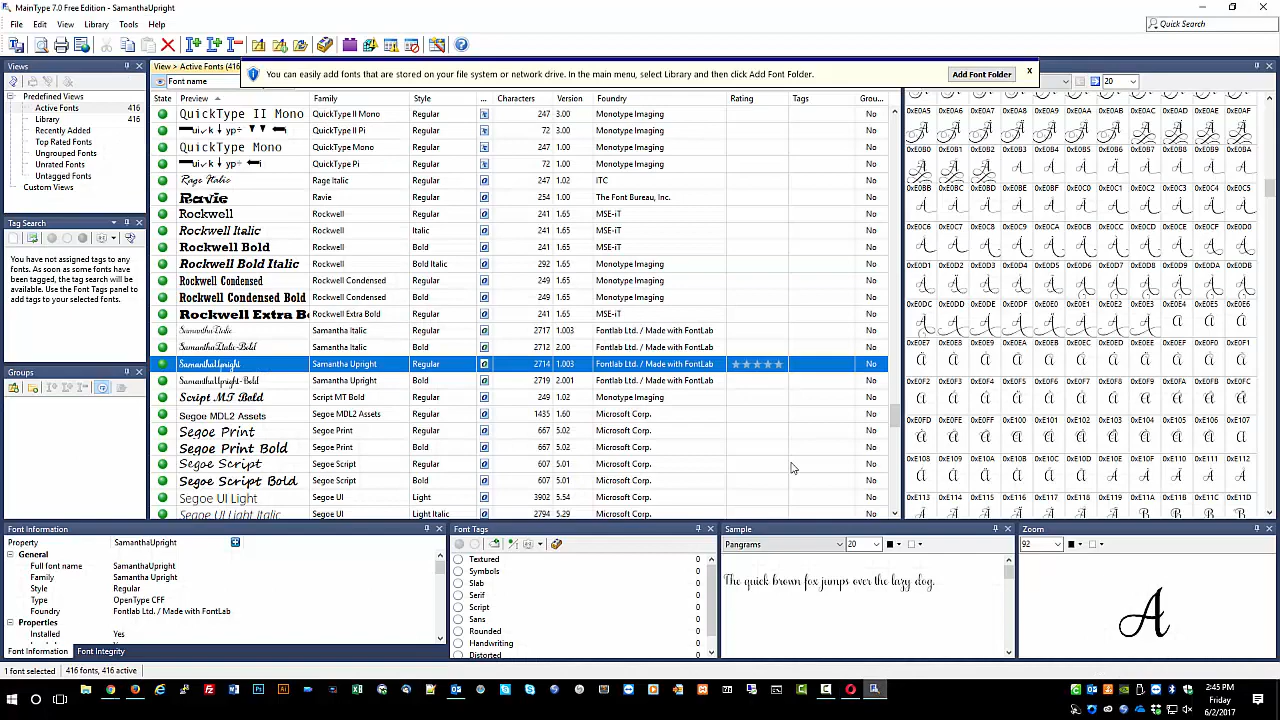 MainType 7.0 Free Edition - SamanthaUpright
File Edit View Library Tools Help
Quick Search
You can easily add fonts that are stored on your file system or network drive. In the main menu, select Library and then click Add Font Folder.
Add Font Folder
Views
Predefined Views
Active Fonts 416
Library 416
Recently Added
Top Rated Fonts
Ungrouped Fonts
Unrated Fonts
Untagged Fonts
Custom Views
Tag Search
You have not assigned tags to any
fonts. As soon as some fonts
have been tagged, the tag search will be
available. Use the Font Tags panel to
add tags to your selected fonts.
Groups
View > Active Fonts (416
Font name
20
State Preview Family Style ... Characters Version Foundry Rating Tags Grou...
QuickType II Mono QuickType II Mono Regular 247 3.00 Monotype Imaging No
QuickType II Pi Regular 72 3.00 Monotype Imaging No
QuickType Mono QuickType Mono Regular 247 1.00 Monotype Imaging No
QuickType Pi Regular 72 1.00 Monotype Imaging No
Rage Italic Rage Italic Regular 247 1.02 ITC No
Ravie Ravie Regular 254 1.00 The Font Bureau, Inc. No
Rockwell Rockwell Regular 241 1.65 MSE-iT No
Rockwell Italic Rockwell Italic 241 1.65 MSE-iT No
Rockwell Bold Rockwell Bold 241 1.65 MSE-iT No
Rockwell Bold Italic Rockwell Bold Italic 292 1.65 Monotype Imaging No
Rockwell Condensed Rockwell Condensed Regular 249 1.65 Monotype Imaging No
Rockwell Condensed Bold Rockwell Condensed Bold 249 1.65 Monotype Imaging No
Rockwell Extra B Rockwell Extra Bold Regular 247 1.65 MSE-iT No
SamanthaItalic Samantha Italic Regular 2717 1.003 Fontlab Ltd. / Made with FontLab No
SamanthaItalic-Bold Samantha Italic Bold 2712 2.00 Fontlab Ltd. / Made with FontLab No
SamanthaUpright Samantha Upright Regular 2714 1.003 Fontlab Ltd. / Made with FontLab No
SamanthaUpright-Bold Samantha Upright Bold 2719 2.001 Fontlab Ltd. / Made with FontLab No
Script MT Bold Script MT Bold Regular 249 1.02 Monotype Imaging No
Segoe MDL2 Assets Segoe MDL2 Assets Regular 1435 1.60 Microsoft Corp. No
Segoe Print Segoe Print Regular 667 5.02 Microsoft Corp. No
Segoe Print Bold Segoe Print Bold 667 5.02 Microsoft Corp. No
Segoe Script Segoe Script Regular 607 5.01 Microsoft Corp. No
Segoe Script Bold Segoe Script Bold 607 5.01 Microsoft Corp. No
Segoe UI Light Segoe UI Light 3902 5.54 Microsoft Corp. No
Segoe UI Light Italic Segoe UI Light Italic 2794 5.29 Microsoft Corp. No
Font Information
Property SamanthaUpright
General
Full font name SamanthaUpright
Family Samantha Upright
Style Regular
Type OpenType CFF
Foundry Fontlab Ltd. / Made with FontLab
Properties
Installed Yes
Font Information Font Integrity
Font Tags
Textured 0
Symbols 0
Slab 0
Serif 0
Script 0
Sans 0
Rounded 0
Handwriting 0
Distorted 0
Sample
Pangrams 20
The quick brown fox jumps over the lazy dog.
Zoom
92
A
1 font selected 416 fonts, 416 active
2:45 PM
Friday
6/2/2017